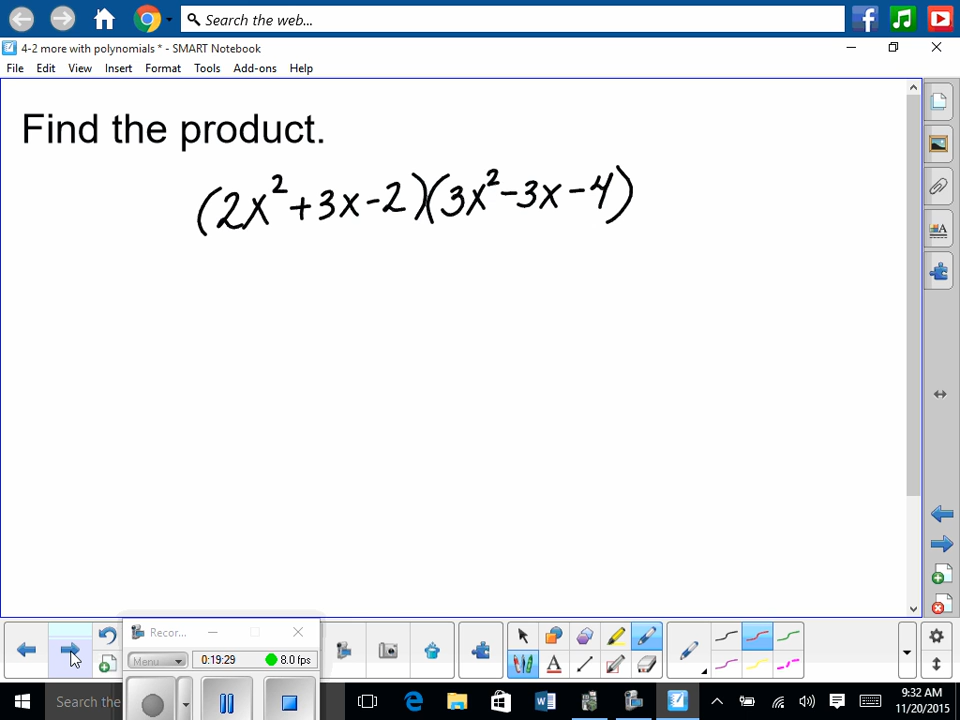 Search the web...
4-2 more with polynomials * - SMART Notebook
File Edit View Insert Format Tools Add-ons Help
Find the product.
(2x²+3x-2)(3x²-3x-4)
Recor...
Menu 0:19:29 8.0 fps
Search
9:32 AM
11/20/2015